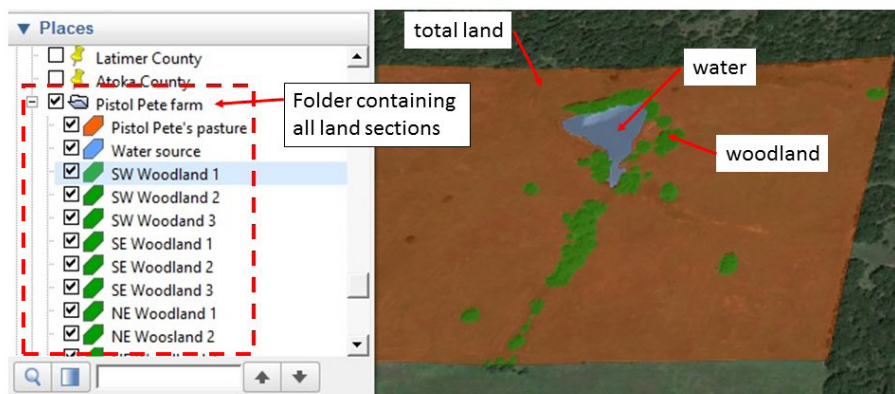 ▼ Places
Latimer County
Atoka County
Pistol Pete farm
Pistol Pete's pasture
Water source
SW Woodland 1
SW Woodland 2
SW Woodand 3
SE Woodland 1
SE Woodland 2
SE Woodland 3
NE Woodland 1
NE Woosland 2
Folder containing
all land sections
total land
water
woodland